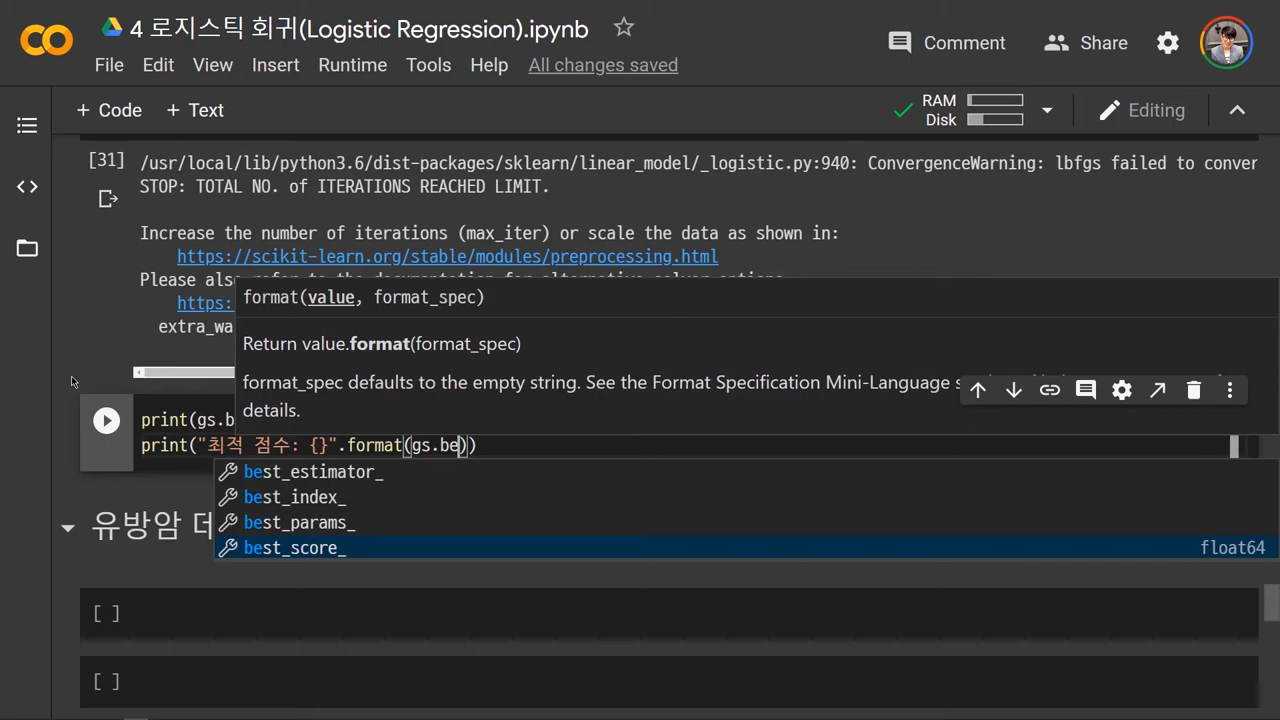 4 로지스틱 회귀(Logistic Regression).ipynb
Comment
Share
File Edit View Insert Runtime Tools Help All changes saved
+ Code + Text
RAM
Disk
Editing
[31]
/usr/local/lib/python3.6/dist-packages/sklearn/linear_model/_logistic.py:940: ConvergenceWarning: lbfgs failed to conver
STOP: TOTAL NO. of ITERATIONS REACHED LIMIT.
Increase the number of iterations (max_iter) or scale the data as shown in:
https://scikit-learn.org/stable/modules/preprocessing.html
Please als
https:
extra_wa
format(value, format_spec)
Return value.format(format_spec)
format_spec defaults to the empty string. See the Format Specification Mini-Language
details.
print(gs.b
print("최적 점수: {}".format(gs.be))
best_estimator_
best_index_
best_params_
best_score_ float64
유방암 데
[ ]
[ ]